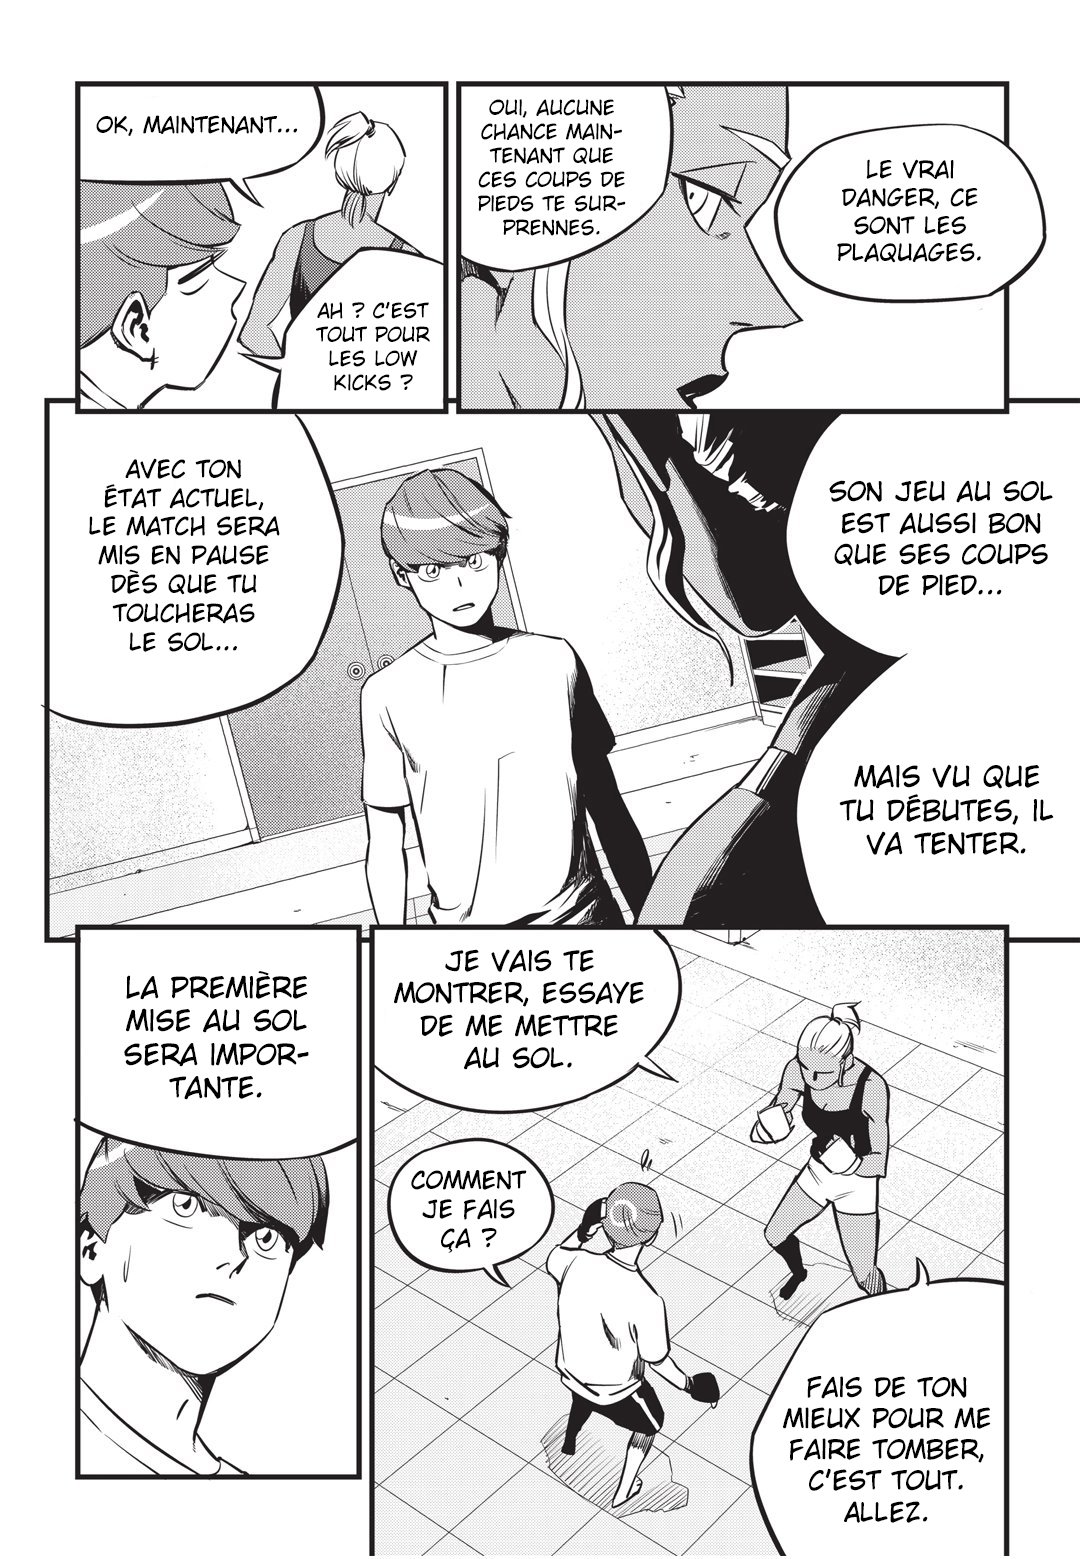 OK, MAINTENANT...
AH ? C'EST
TOUT POUR
LES LOW
KICKS ?
OUI, AUCUNE
CHANCE MAIN-
TENANT QUE
CES COUPS DE
PIEDS TE SUR-
PRENNES.
LE VRAI
DANGER, CE
SONT LES
PLAQUAGES.
AVEC TON
ÉTAT ACTUEL,
LE MATCH SERA
MIS EN PAUSE
DÈS QUE TU
TOUCHERAS
LE SOL...
SON JEU AU SOL
EST AUSSI BON
QUE SES COUPS
DE PIED...
MAIS VU QUE
TU DÉBUTES, IL
VA TENTER.
LA PREMIÈRE
MISE AU SOL
SERA IMPOR-
TANTE.
JE VAIS TE
MONTRER, ESSAYE
DE ME METTRE
AU SOL.
COMMENT
JE FAIS
ÇA ?
FAIS DE TON
MIEUX POUR ME
FAIRE TOMBER,
C'EST TOUT.
ALLEZ.